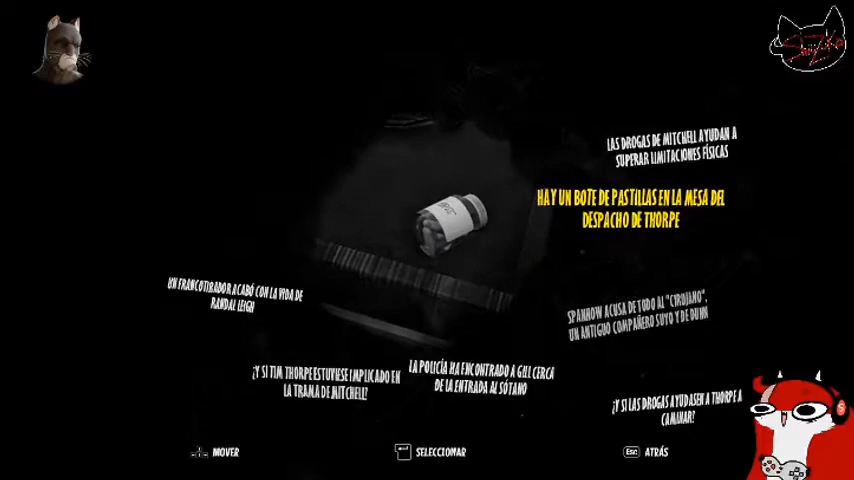 LAS DROGAS DE MITCHELL AYUDAN A
SUPERAR LIMITACIONES FÍSICAS
HAY UN BOTE DE PASTILLAS EN LA MESA DEL
DESPACHO DE THORPE
UN FRANCOTIRADOR ACABÓ CON LA VIDA DE
RANDAL LEIGH
SPANNOW ACUSA DE TODO AL "CIRUJANO",
UN ANTIGUO COMPAÑERO SUYO Y DE DUNN
¿Y SI TIM THORPE ESTUVIESE IMPLICADO EN
LA TRAMA DE MITCHELL?
LA POLICÍA HA ENCONTRADO A GILL CERCA
DE LA ENTRADA AL SÓTANO
¿Y SI LAS DROGAS AYUDASEN A THORPE A
CAMINAR?
MOVER
SELECCIONAR
Esc ATRÁS